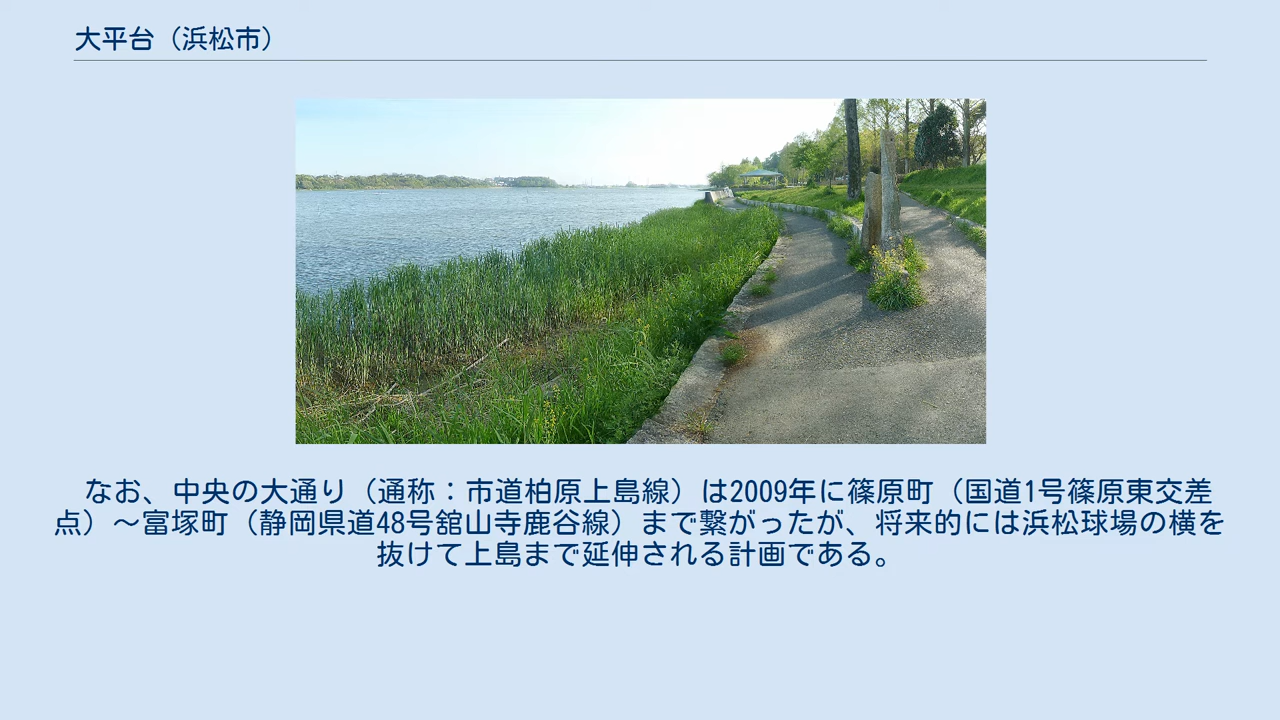 大平台（浜松市）
なお、中央の大通り（通称：市道柏原上島線）は2009年に篠原町（国道1号篠原東交差
点）～富塚町（静岡県道48号舘山寺鹿谷線）まで繋がったが、将来的には浜松球場の横を
抜けて上島まで延伸される計画である。